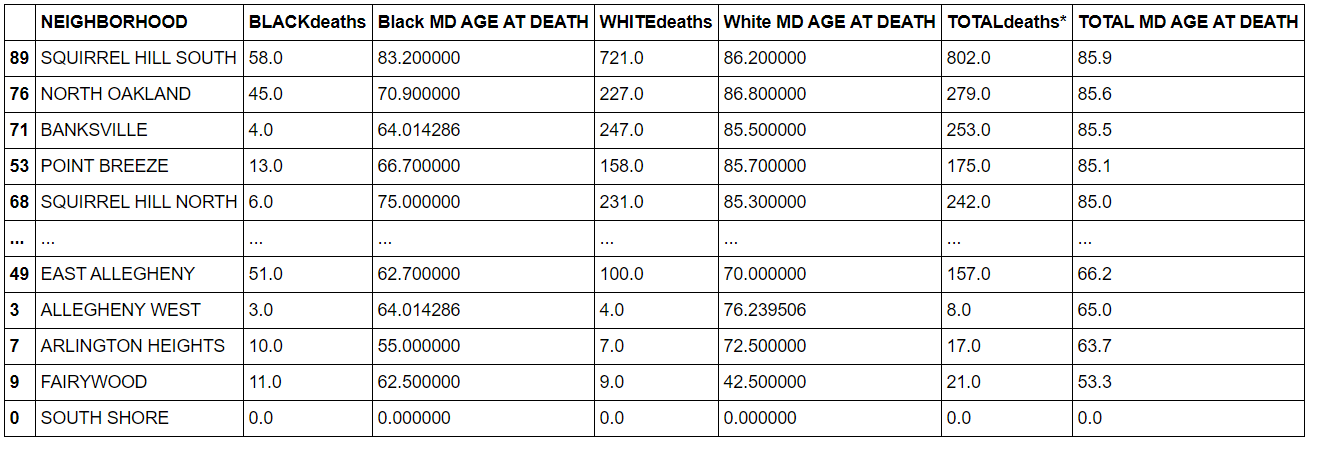 NEIGHBORHOOD BLACKdeaths Black MD AGE AT DEATH WHITEdeaths White MD AGE AT DEATH TOTALdeaths* TOTAL MD AGE AT DEATH
89 SQUIRREL HILL SOUTH 58.0 83.200000 721.0 86.200000 802.0 85.9
76 NORTH OAKLAND 45.0 70.900000 227.0 86.800000 279.0 85.6
71 BANKSVILLE 4.0 64.014286 247.0 85.500000 253.0 85.5
53 POINT BREEZE 13.0 66.700000 158.0 85.700000 175.0 85.1
68 SQUIRREL HILL NORTH 6.0 75.000000 231.0 85.300000 242.0 85.0
... ... ... ... ... ... ... ...
49 EAST ALLEGHENY 51.0 62.700000 100.0 70.000000 157.0 66.2
3 ALLEGHENY WEST 3.0 64.014286 4.0 76.239506 8.0 65.0
7 ARLINGTON HEIGHTS 10.0 55.000000 7.0 72.500000 17.0 63.7
9 FAIRYWOOD 11.0 62.500000 9.0 42.500000 21.0 53.3
0 SOUTH SHORE 0.0 0.000000 0.0 0.000000 0.0 0.0